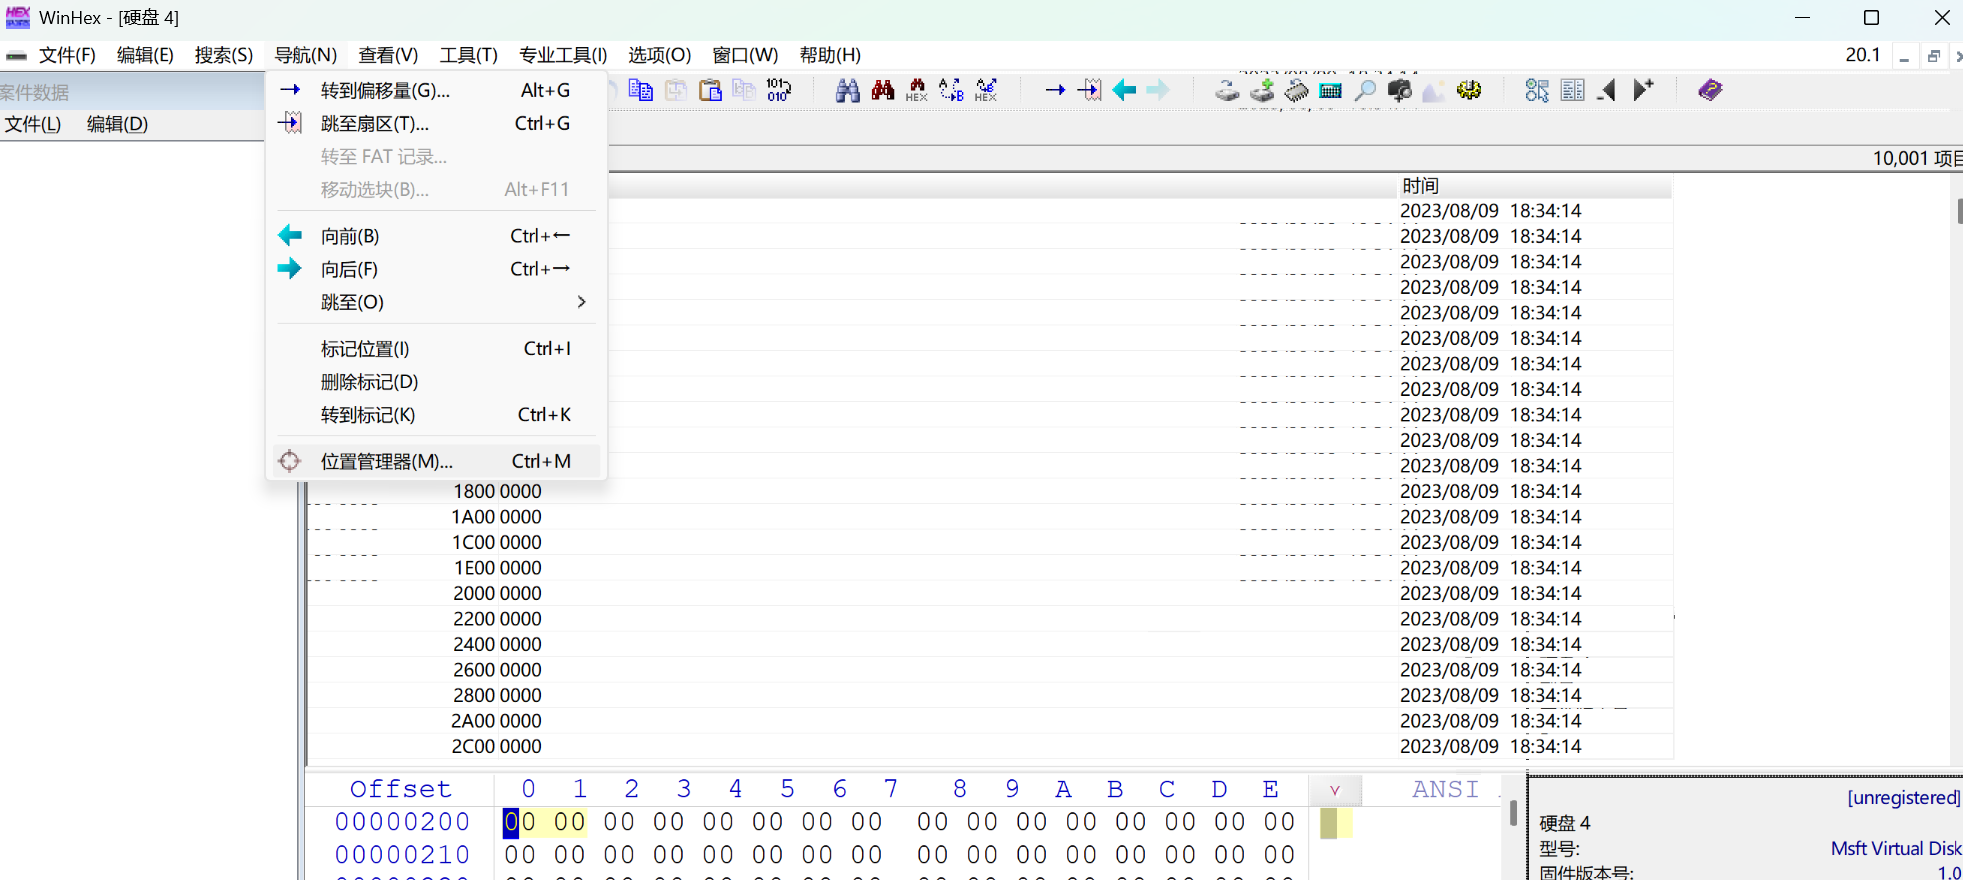 WinHex - [硬盘 4]
文件(F) 编辑(E) 搜索(S) 导航(N) 查看(V) 工具(T) 专业工具(I) 选项(O) 窗口(W) 帮助(H) 20.1
案件数据
文件(L) 编辑(D)
转到偏移量(G)... Alt+G
跳至扇区(T)... Ctrl+G
转至 FAT 记录...
移动选块(B)... Alt+F11
向前(B) Ctrl+←
向后(F) Ctrl+→
跳至(O)
标记位置(I) Ctrl+I
删除标记(D)
转到标记(K) Ctrl+K
位置管理器(M)... Ctrl+M
10,001 项目
时间
2023/08/09 18:34:14
2023/08/09 18:34:14
2023/08/09 18:34:14
2023/08/09 18:34:14
2023/08/09 18:34:14
2023/08/09 18:34:14
2023/08/09 18:34:14
2023/08/09 18:34:14
2023/08/09 18:34:14
2023/08/09 18:34:14
2023/08/09 18:34:14
1800 0000 2023/08/09 18:34:14
1A00 0000 2023/08/09 18:34:14
1C00 0000 2023/08/09 18:34:14
1E00 0000 2023/08/09 18:34:14
2000 0000 2023/08/09 18:34:14
2200 0000 2023/08/09 18:34:14
2400 0000 2023/08/09 18:34:14
2600 0000 2023/08/09 18:34:14
2800 0000 2023/08/09 18:34:14
2A00 0000 2023/08/09 18:34:14
2C00 0000 2023/08/09 18:34:14
Offset 0 1 2 3 4 5 6 7 8 9 A B C D E ANSI
00000200 00 00 00 00 00 00 00 00 00 00 00 00 00 00 00
00000210 00 00 00 00 00 00 00 00 00 00 00 00 00 00 00
[unregistered]
硬盘 4
型号: Msft Virtual Disk
固件版本号: 1.0